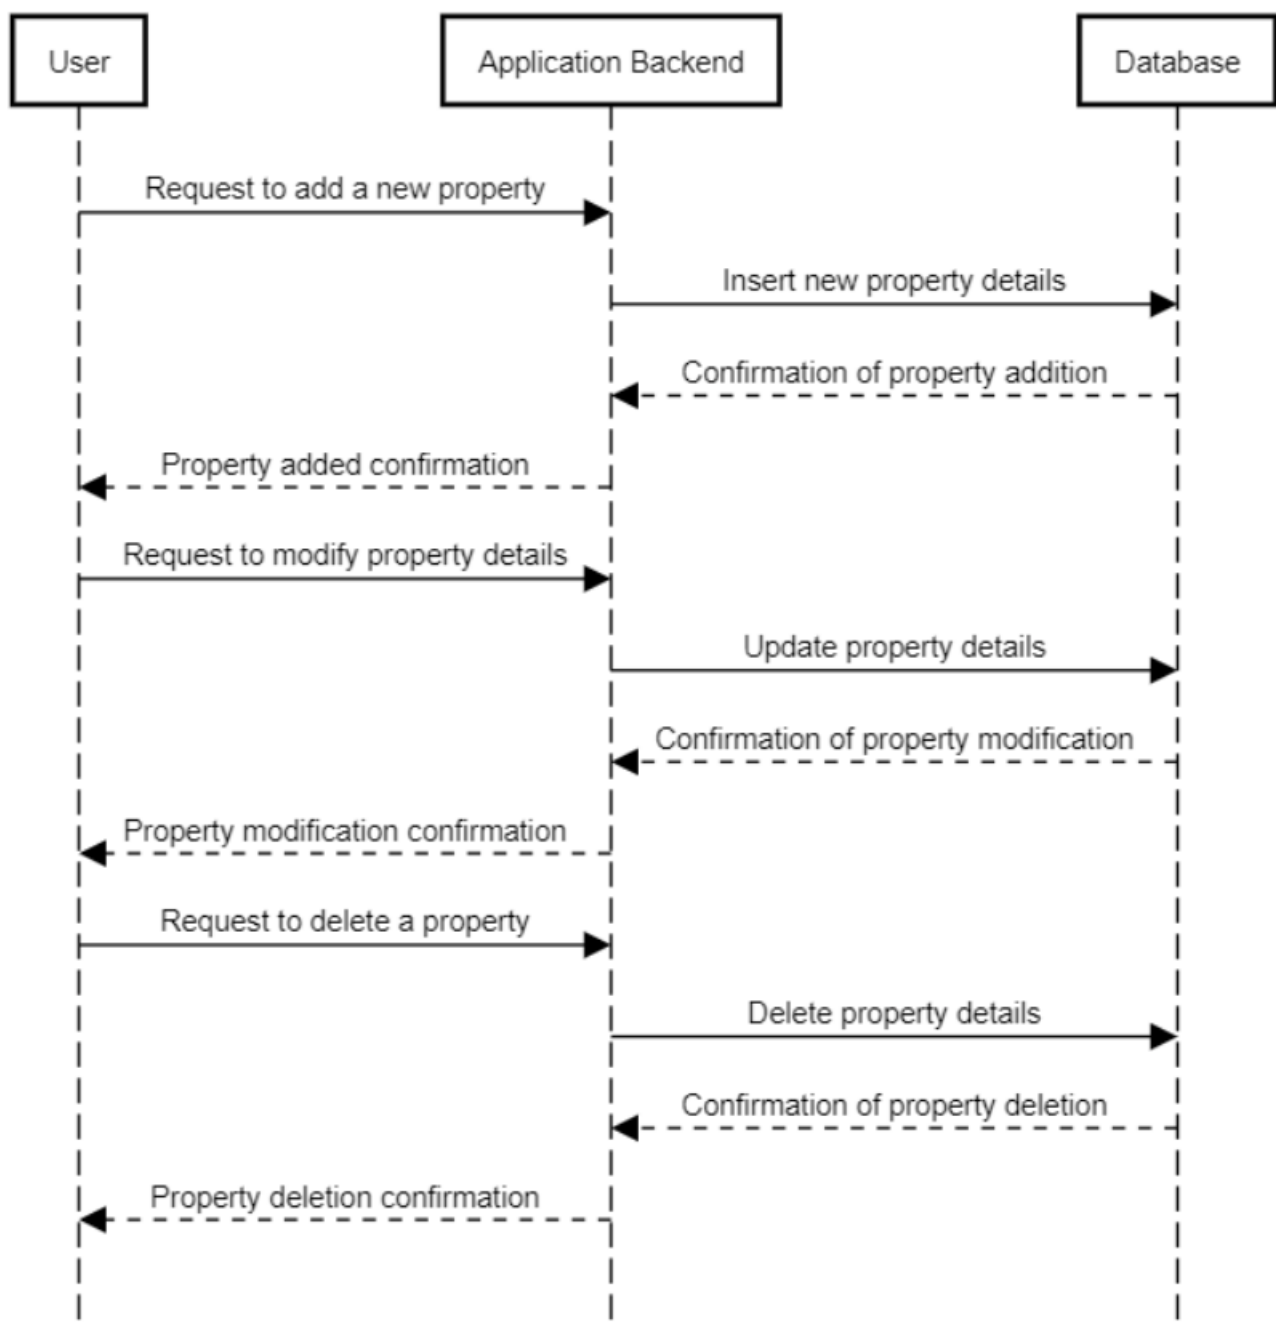 User
Application Backend
Database
Request to add a new property
Insert new property details
Confirmation of property addition
Property added confirmation
Request to modify property details
Update property details
Confirmation of property modification
Property modification confirmation
Request to delete a property
Delete property details
Confirmation of property deletion
Property deletion confirmation